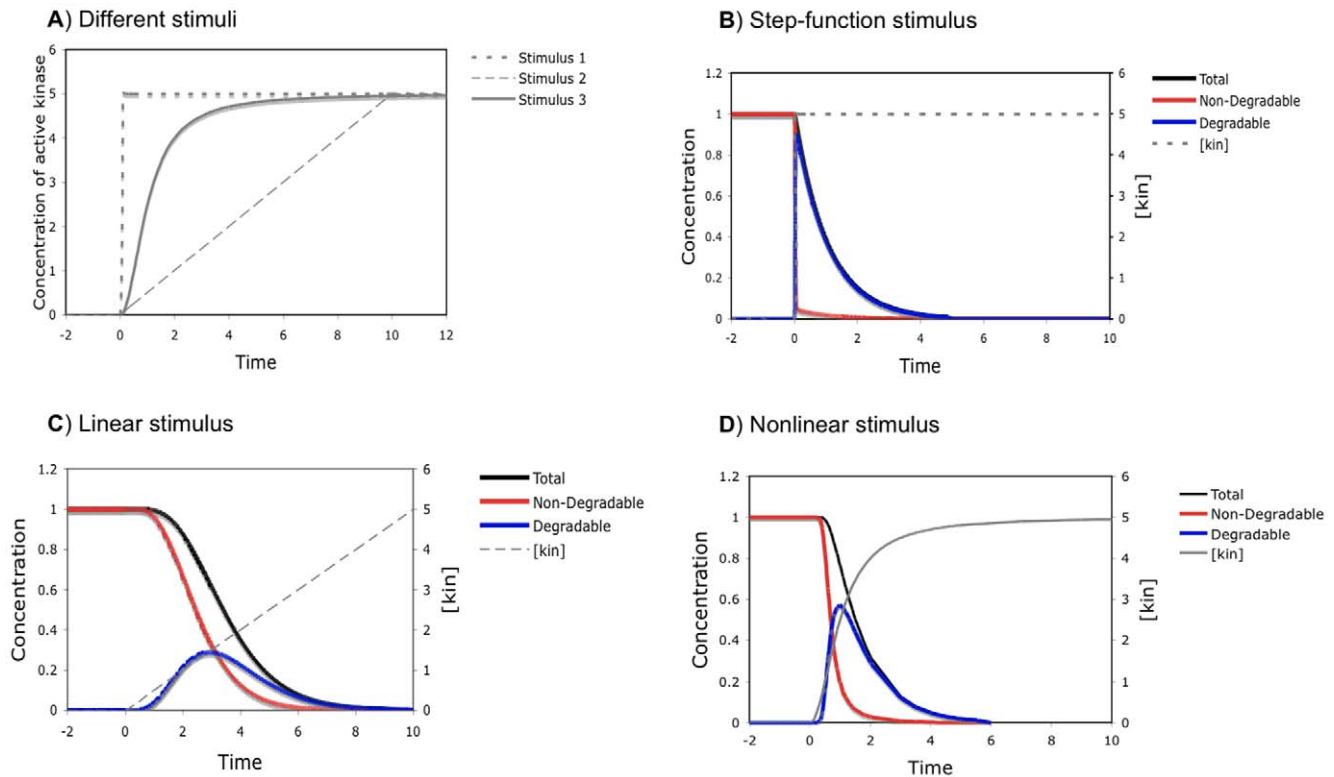 A) Different stimuli
Concentration of active kinase
6
5
4
3
2
1
0
-2 0 2 4 6 8 10 12
Time
Stimulus 1
Stimulus 2
Stimulus 3
B) Step-function stimulus
Concentration
1.2
1
0.8
0.6
0.4
0.2
0
6
5
4
3
2
1
0
[kin]
-2 0 2 4 6 8 10
Time
Total
Non-Degradable
Degradable
[kin]
C) Linear stimulus
Concentration
1.2
1
0.8
0.6
0.4
0.2
0
6
5
4
3
2
1
0
[kin]
-2 0 2 4 6 8 10
Time
Total
Non-Degradable
Degradable
[kin]
D) Nonlinear stimulus
Concentration
1.2
1
0.8
0.6
0.4
0.2
0
6
5
4
3
2
1
0
[kin]
-2 0 2 4 6 8 10
Time
Total
Non-Degradable
Degradable
[kin]